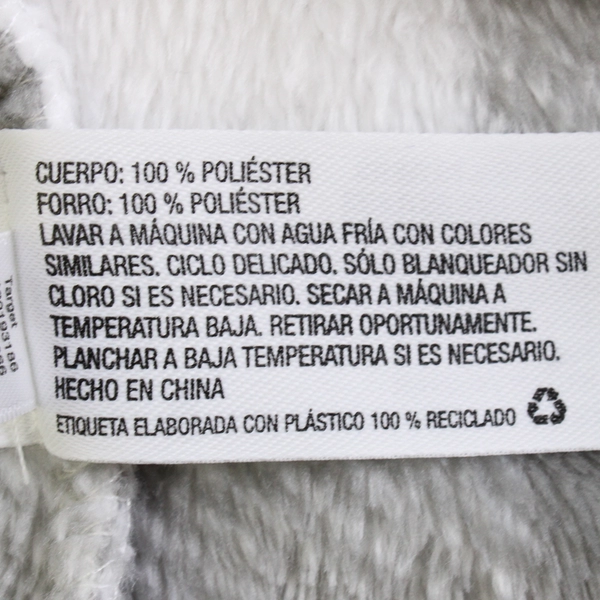 CUERPO: 100 % POLIÉSTER
FORRO: 100 % POLIÉSTER
LAVAR A MÁQUINA CON AGUA FRÍA CON COLORES
SIMILARES. CICLO DELICADO. SÓLO BLANQUEADOR SIN
CLORO SI ES NECESARIO. SECAR A MÁQUINA A
TEMPERATURA BAJA. RETIRAR OPORTUNAMENTE.
PLANCHAR A BAJA TEMPERATURA SI ES NECESARIO.
HECHO EN CHINA
ETIQUETA ELABORADA CON PLÁSTICO 100 % RECICLADO
Target